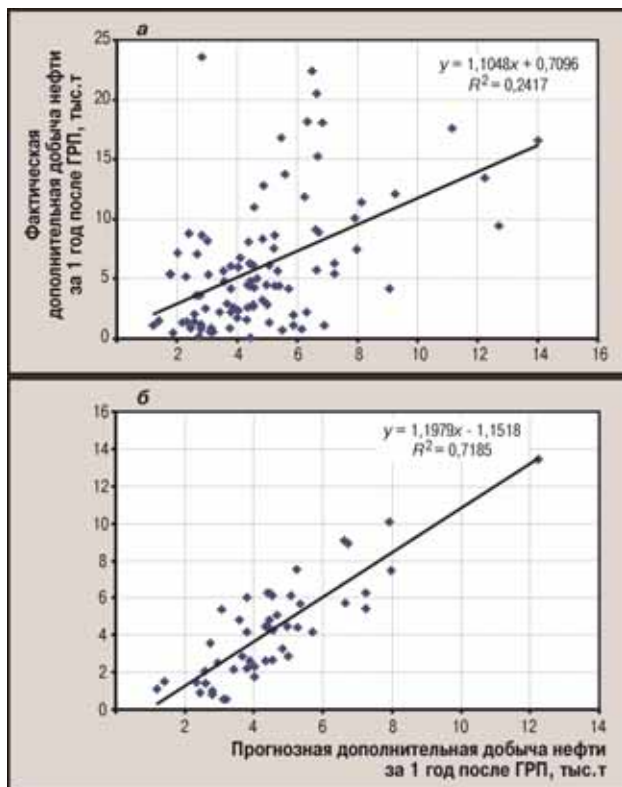 а
Фактическая
дополнительная добыча нефти
за 1 год после ГРП, тыс.т
25
20
15
10
5
0
y = 1,1048x + 0,7096
R² = 0,2417
2 4 6 8 10 12 14 16
б
16
14
12
10
8
6
4
2
0
y = 1,1979x - 1,1518
R² = 0,7185
2 4 6 8 10 12 14
Прогнозная дополнительная добыча нефти
за 1 год после ГРП, тыс.т